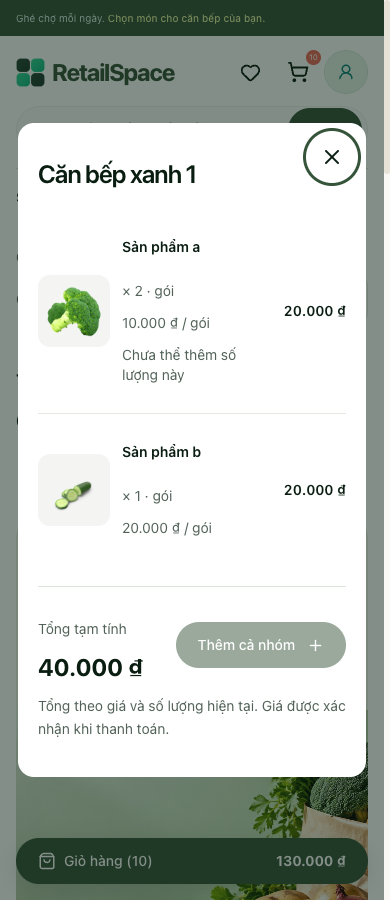 Ghé chợ mỗi ngày. Chọn món cho căn bếp của bạn.
RetailSpace
10
Căn bếp xanh 1
Sản phẩm a
× 2 · gói
10.000 ₫ / gói
20.000 ₫
Chưa thể thêm số
lượng này
Sản phẩm b
× 1 · gói
20.000 ₫
20.000 ₫ / gói
Tổng tạm tính
Thêm cả nhóm
40.000 ₫
Tổng theo giá và số lượng hiện tại. Giá được xác
nhận khi thanh toán.
Giỏ hàng (10)
130.000 ₫